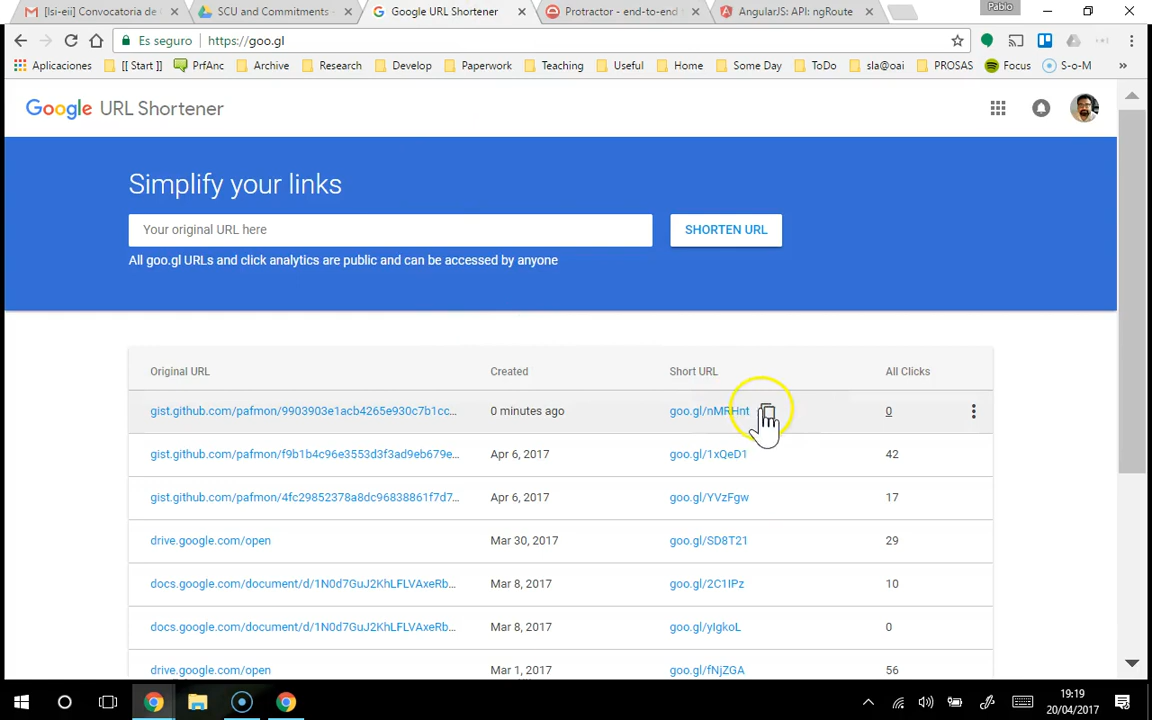 [lsi-eii] Convocatoria de
SCU and Commitments -
Google URL Shortener
Protractor - end-to-end
AngularJS: API: ngRoute
Pablo
Es seguro
https://goo.gl
Aplicaciones
[[ Start ]]
PrfAnc
Archive
Research
Develop
Paperwork
Teaching
Useful
Home
Some Day
ToDo
sla@oai
PROSAS
Focus
S-o-M
Google URL Shortener
Simplify your links
Your original URL here
SHORTEN URL
All goo.gl URLs and click analytics are public and can be accessed by anyone
Original URL Created Short URL All Clicks
gist.github.com/pafmon/9903903e1acb4265e930c7b1cc... 0 minutes ago goo.gl/nMRHnt 0
gist.github.com/pafmon/f9b1b4c96e3553d3f3ad9eb679e... Apr 6, 2017 goo.gl/1xQeD1 42
gist.github.com/pafmon/4fc29852378a8dc96838861f7d7... Apr 6, 2017 goo.gl/YVzFgw 17
drive.google.com/open Mar 30, 2017 goo.gl/SD8T21 29
docs.google.com/document/d/1N0d7GuJ2KhLFLVAxeRb... Mar 8, 2017 goo.gl/2C1IPz 10
docs.google.com/document/d/1N0d7GuJ2KhLFLVAxeRb... Mar 8, 2017 goo.gl/yIgkoL 0
drive.google.com/open Mar 1, 2017 goo.gl/fNjZGA 56
19:19
20/04/2017